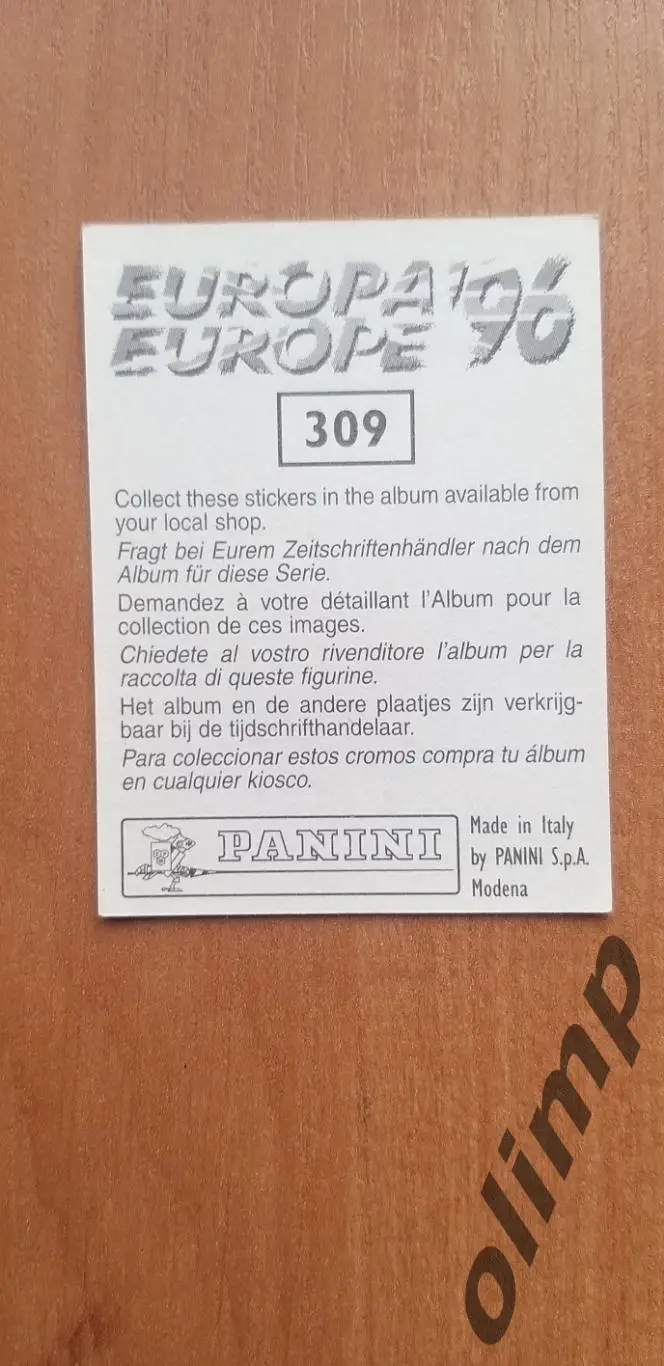 EUROPA '96
EUROPE
309
Collect these stickers in the album available from
your local shop.
Fragt bei Eurem Zeitschriftenhändler nach dem
Album für diese Serie.
Demandez à votre détaillant l'Album pour la
collection de ces images.
Chiedete al vostro rivenditore l'album per la
raccolta di queste figurine.
Het album en de andere plaatjes zijn verkrijg-
baar bij de tijdschrifthandelaar.
Para coleccionar estos cromos compra tu álbum
en cualquier kiosco.
PANINI
Made in Italy
by PANINI S.p.A.
Modena
olimp